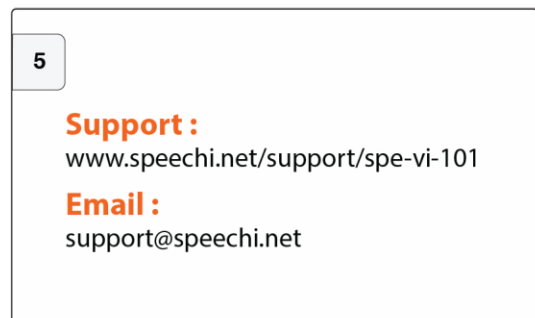 5
Support :
www.speechi.net/support/spe-vi-101
Email :
support@speechi.net